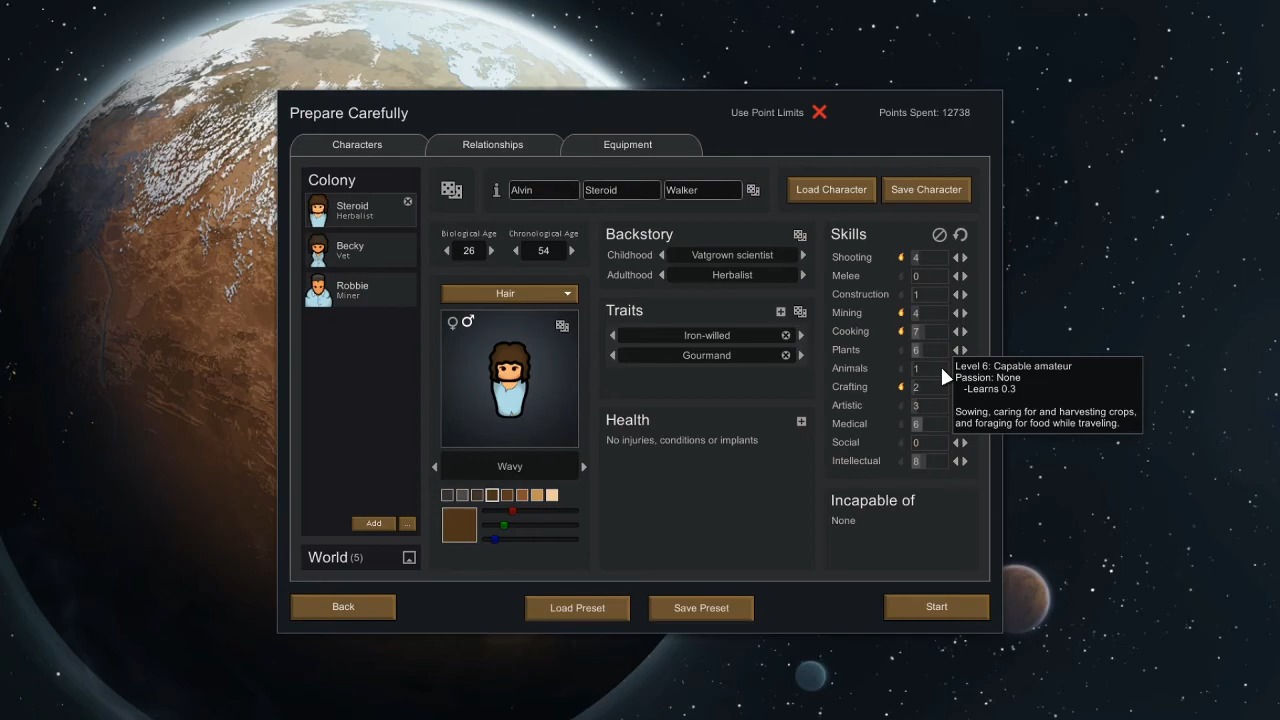 Prepare Carefully
Use Point Limits
Points Spent: 12738
Characters
Relationships
Equipment
Colony
Steroid
Herbalist
Becky
Vet
Robbie
Miner
Add
...
World (5)
i
Alvin
Steroid
Walker
Load Character
Save Character
Biological Age
Chronological Age
26
54
Hair
♀♂
Wavy
Backstory
Childhood Vatgrown scientist
Adulthood Herbalist
Traits
Iron-willed
Gourmand
Health
No injuries, conditions or implants
Skills
Shooting 4
Melee 0
Construction 1
Mining 4
Cooking 7
Plants 6
Animals 1
Crafting 2
Artistic 3
Medical 6
Social 0
Intellectual 8
Level 6: Capable amateur
Passion: None
-Learns 0.3
Sowing, caring for and harvesting crops,
and foraging for food while traveling.
Incapable of
None
Back
Load Preset
Save Preset
Start